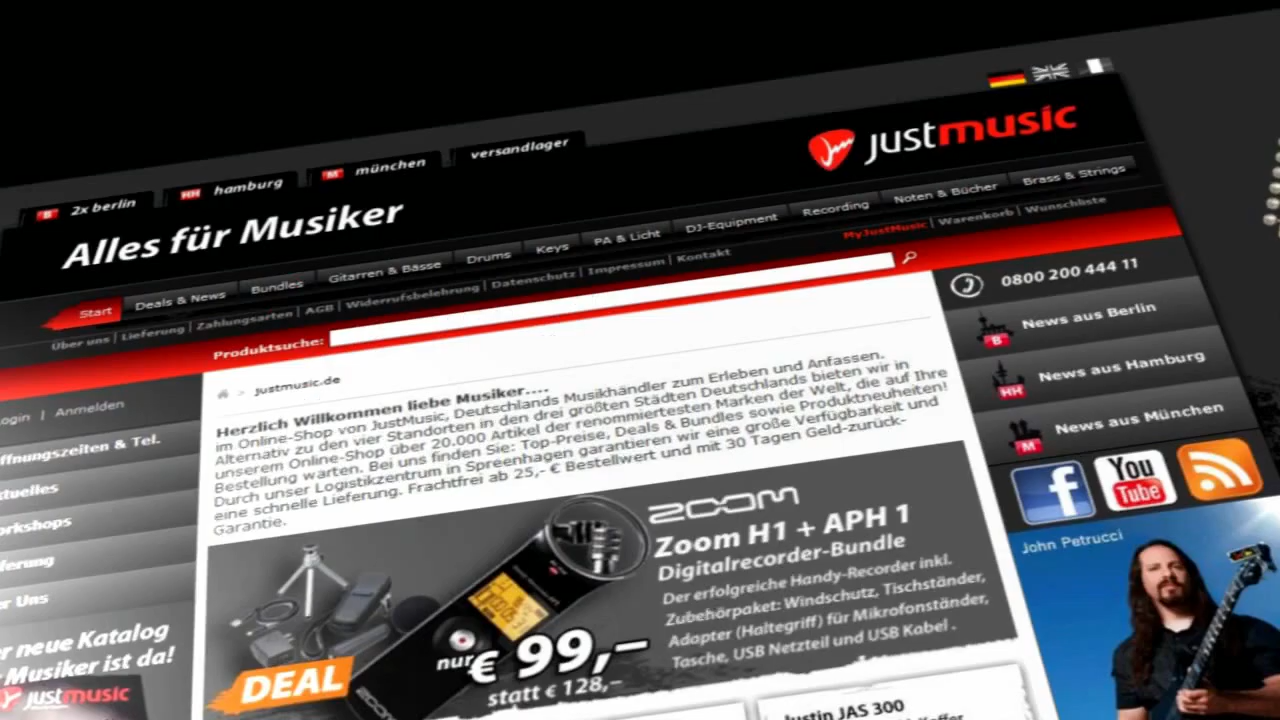 B 2x berlin
HH hamburg
M münchen
versandlager
justmusic
Alles für Musiker
Start
Deals & News
Bundles
Gitarren & Bässe
Drums
Keys
PA & Licht
DJ-Equipment
Recording
Noten & Bücher
Brass & Strings
Über uns | Lieferung | Zahlungsarten | AGB | Widerrufsbelehrung | Datenschutz | Impressum | Kontakt
MyJustMusic | Warenkorb | Wunschliste
Produktsuche:
0800 200 444 11
News aus Berlin
B
News aus Hamburg
HH
News aus München
M
You
Tube
John Petrucci
ogin | Anmelden
ffnungszeiten & Tel.
ktuelles
orkshops
ferung
er Uns
er neue Katalog
Musiker ist da!
justmusic
> justmusic.de
Herzlich Willkommen liebe Musiker....
im Online-Shop von JustMusic, Deutschlands Musikhändler zum Erleben und Anfassen.
Alternativ zu den vier Standorten in den drei größten Städten Deutschlands bieten wir in
unserem Online-Shop über 20.000 Artikel der renommiertesten Marken der Welt, die auf Ihre
Bestellung warten. Bei uns finden Sie: Top-Preise, Deals & Bundles sowie Produktneuheiten!
Durch unser Logistikzentrum in Spreenhagen garantieren wir eine große Verfügbarkeit und
eine schnelle Lieferung. Frachtfrei ab 25,- € Bestellwert und mit 30 Tagen Geld-zurück-
Garantie.
ZOOM
Zoom H1 + APH 1
Digitalrecorder-Bundle
Der erfolgreiche Handy-Recorder inkl.
Zubehörpaket: Windschutz, Tischständer,
Adapter (Haltegriff) für Mikrofonständer,
Tasche, USB Netzteil und USB Kabel .
DEAL
nur € 99,–
statt € 128,–
ZOOM
Justin JAS 300